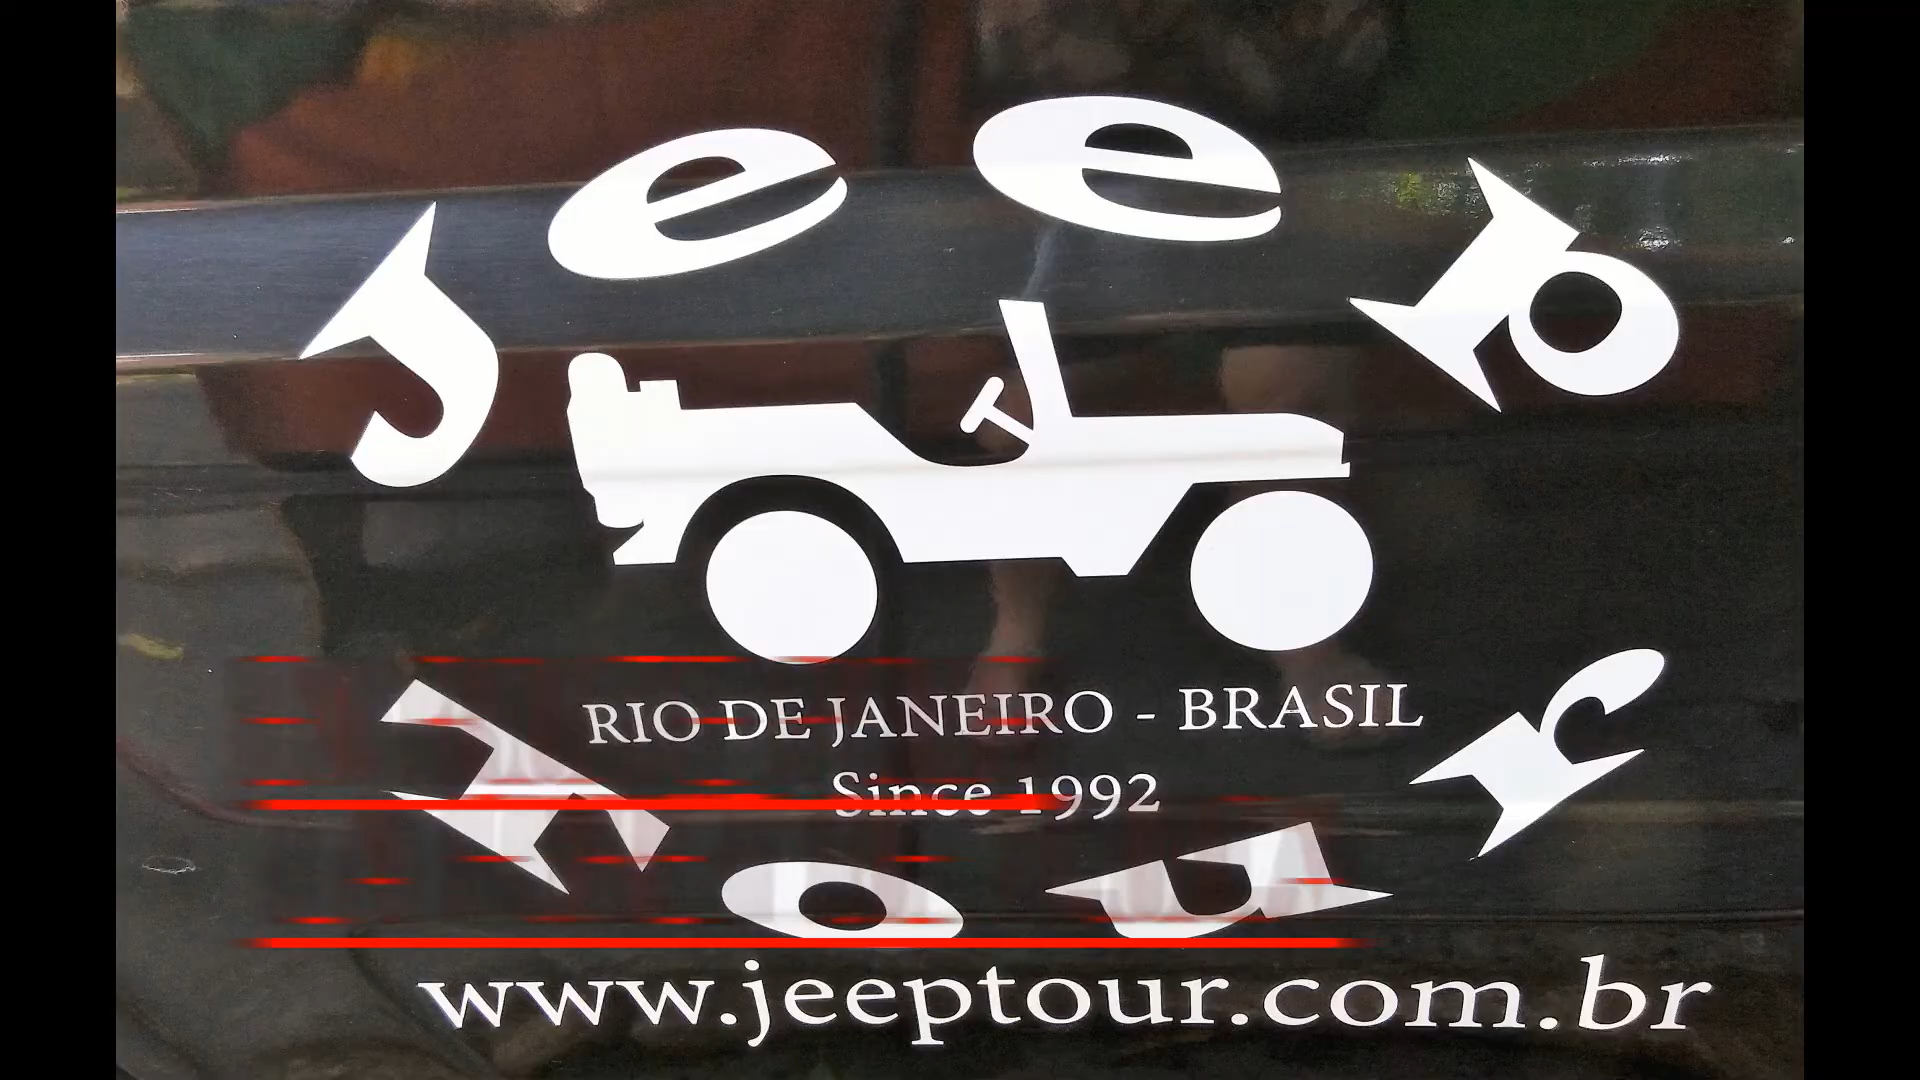 Jeep
RIO DE JANEIRO - BRASIL
Since 1992
Tour
www.jeeptour.com.br